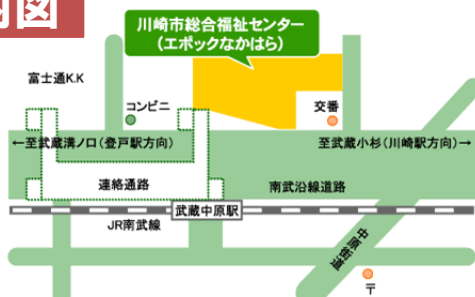 内図
川崎市総合福祉センター
（エポックなかはら）
富士通K.K
コンビニ
交番
←至武蔵溝ノ口（登戸駅方向）
至武蔵小杉（川崎駅方向）→
連絡通路
南武沿線道路
武蔵中原駅
JR南武線
中原街道
〒